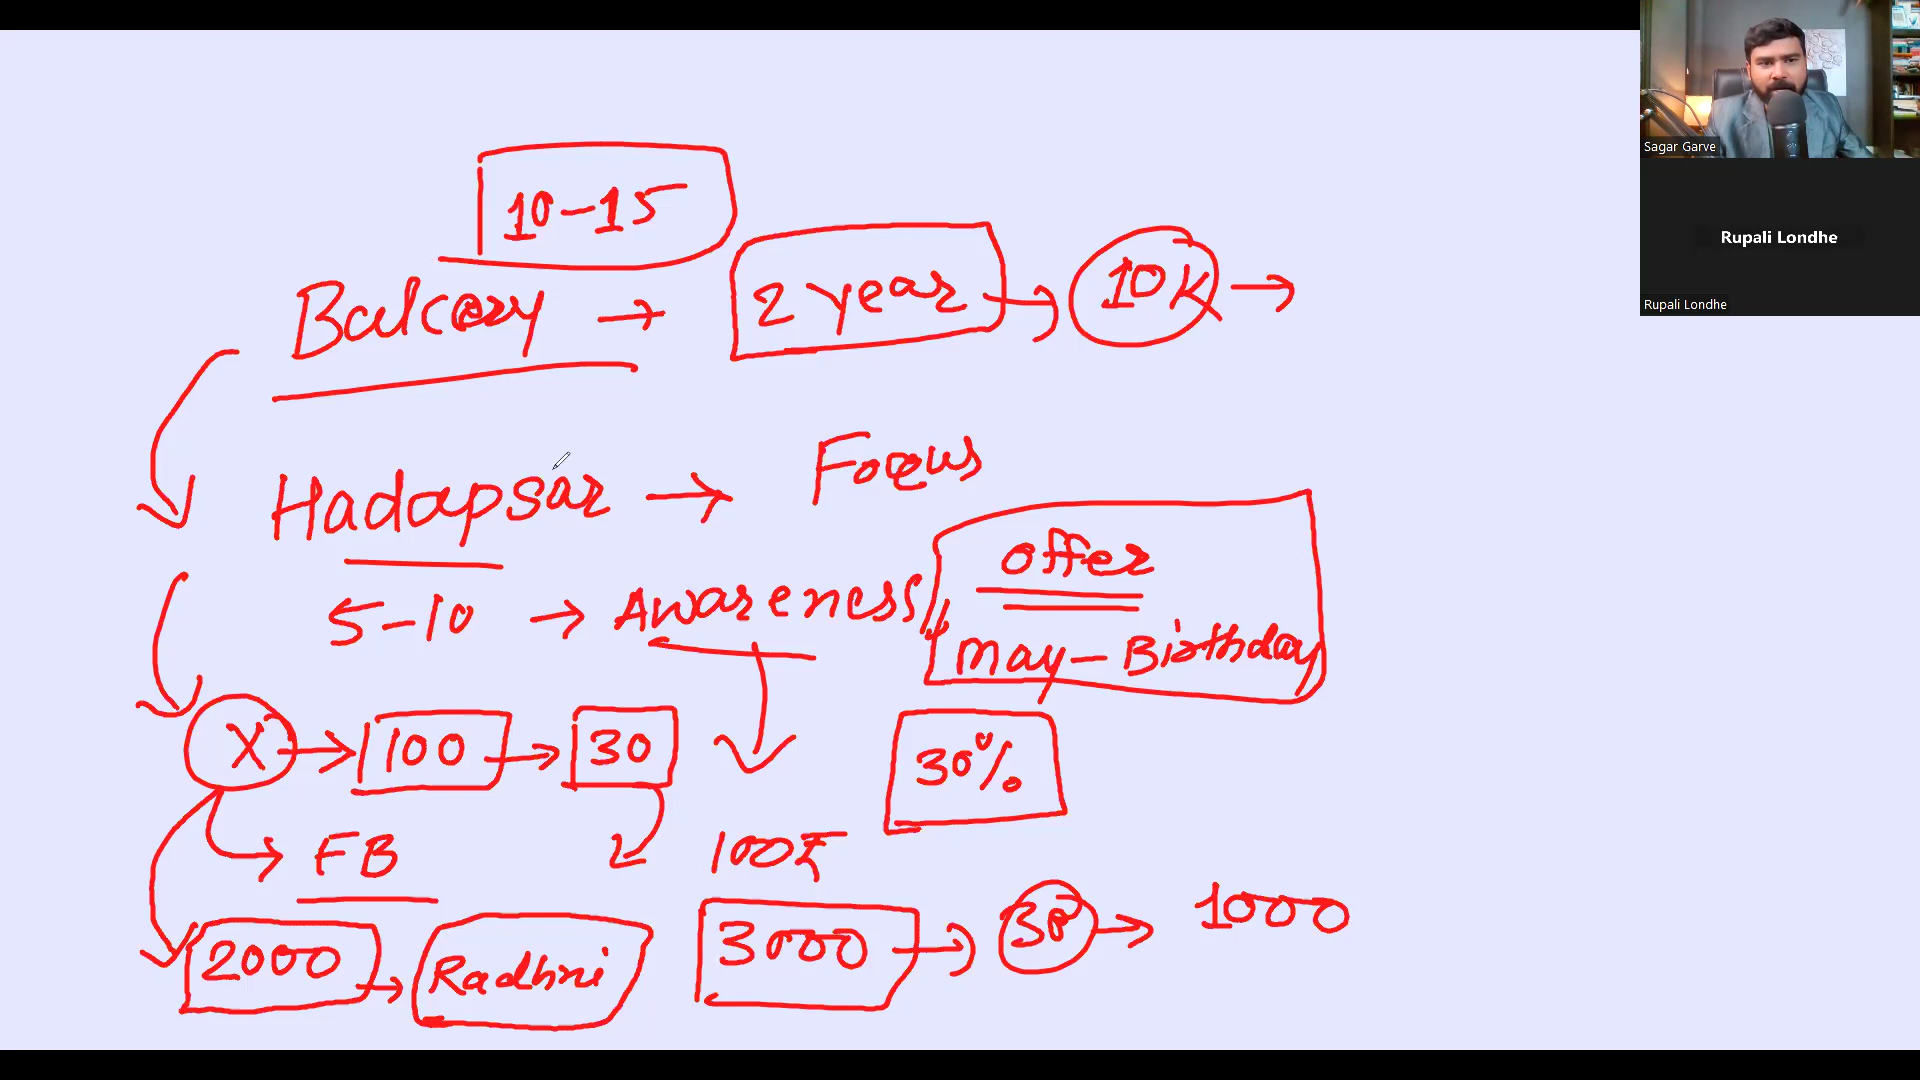 10-15
Balcony → 2 year → 10K →
Hadapsar → Focus
offer
5-10 → Awareness
May - Birthday
X → 100 → 30
30%
FB
100₹
2000 → Radhni
3000 → 30 → 1000
Sagar Garve
Rupali Londhe
Rupali Londhe